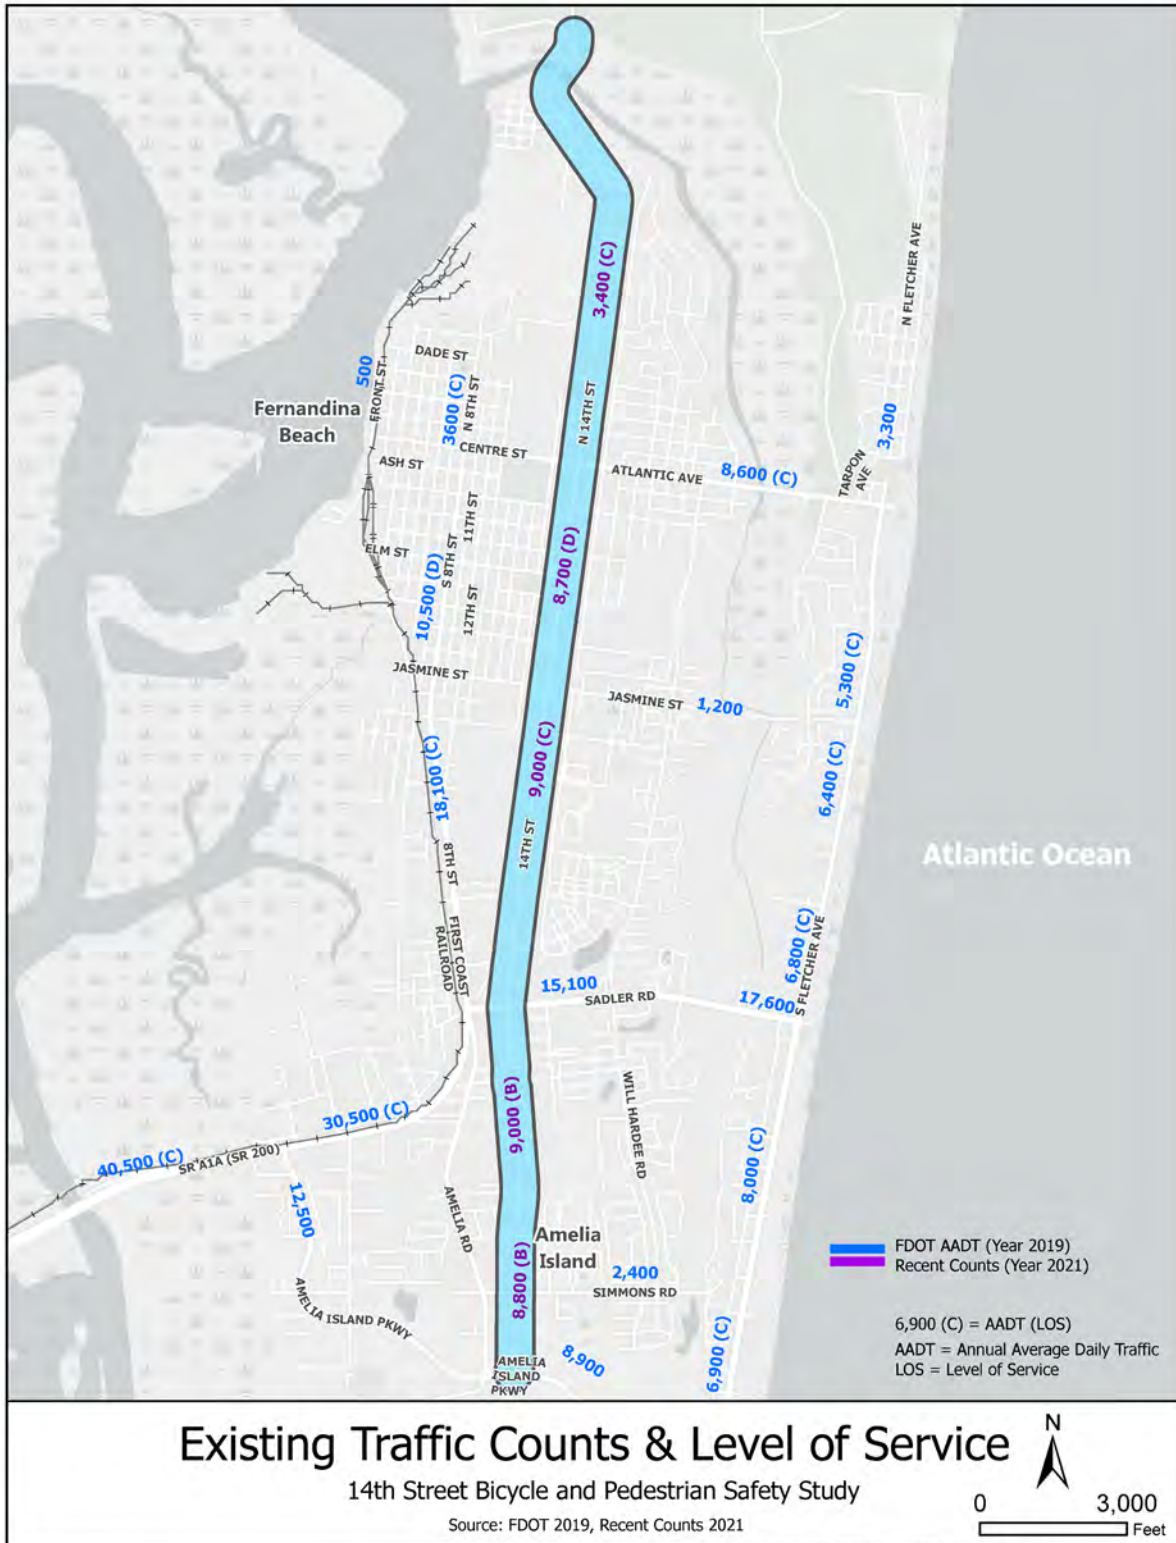 N FLETCHER AVE
3,400 (C)
DADE ST
500
FRONT ST
3600 (C)
N 8TH ST
N 14TH ST
3,300
Fernandina
Beach
CENTRE ST
ASH ST
ATLANTIC AVE
8,600 (C)
TARPON
AVE
11TH ST
ELM ST
S 8TH ST
10,500 (D)
12TH ST
8,700 (D)
JASMINE ST
JASMINE ST
1,200
5,300 (C)
18,100 (C)
9,000 (C)
6,400 (C)
14TH ST
8TH ST
Atlantic Ocean
FIRST COAST
RAILROAD
6,800 (C)
S FLETCHER AVE
15,100
SADLER RD
17,600
30,500 (C)
9,000 (B)
WILL HARDEE RD
40,500 (C)
SR A1A (SR 200)
8,000 (C)
12,500
AMELIA RD
Amelia
Island
8,800 (B)
2,400
SIMMONS RD
AMELIA ISLAND PKWY
8,900
6,900 (C)
AMELIA
ISLAND
PKWY
FDOT AADT (Year 2019)
Recent Counts (Year 2021)
6,900 (C) = AADT (LOS)
AADT = Annual Average Daily Traffic
LOS = Level of Service
Existing Traffic Counts & Level of Service
14th Street Bicycle and Pedestrian Safety Study
Source: FDOT 2019, Recent Counts 2021
N
0 3,000
Feet